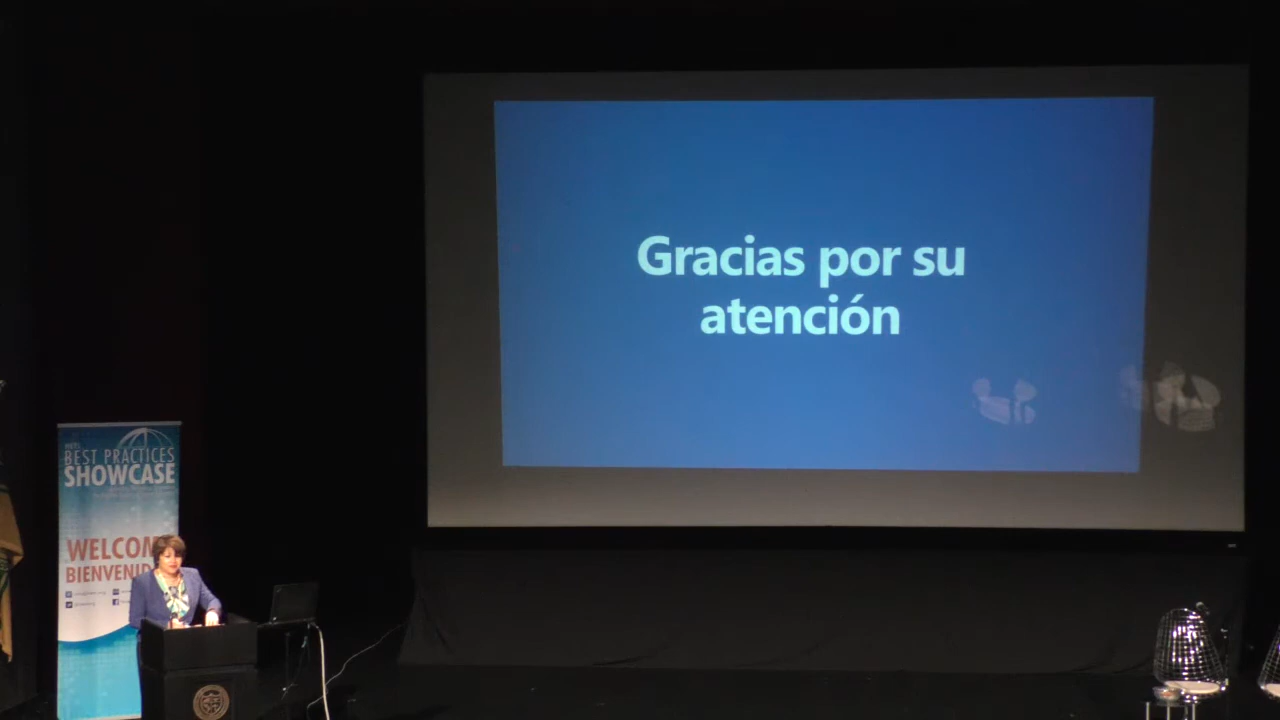 Gracias por su
atención
BEST PRACTICES
SHOWCASE
WELCOM
BIENVENID